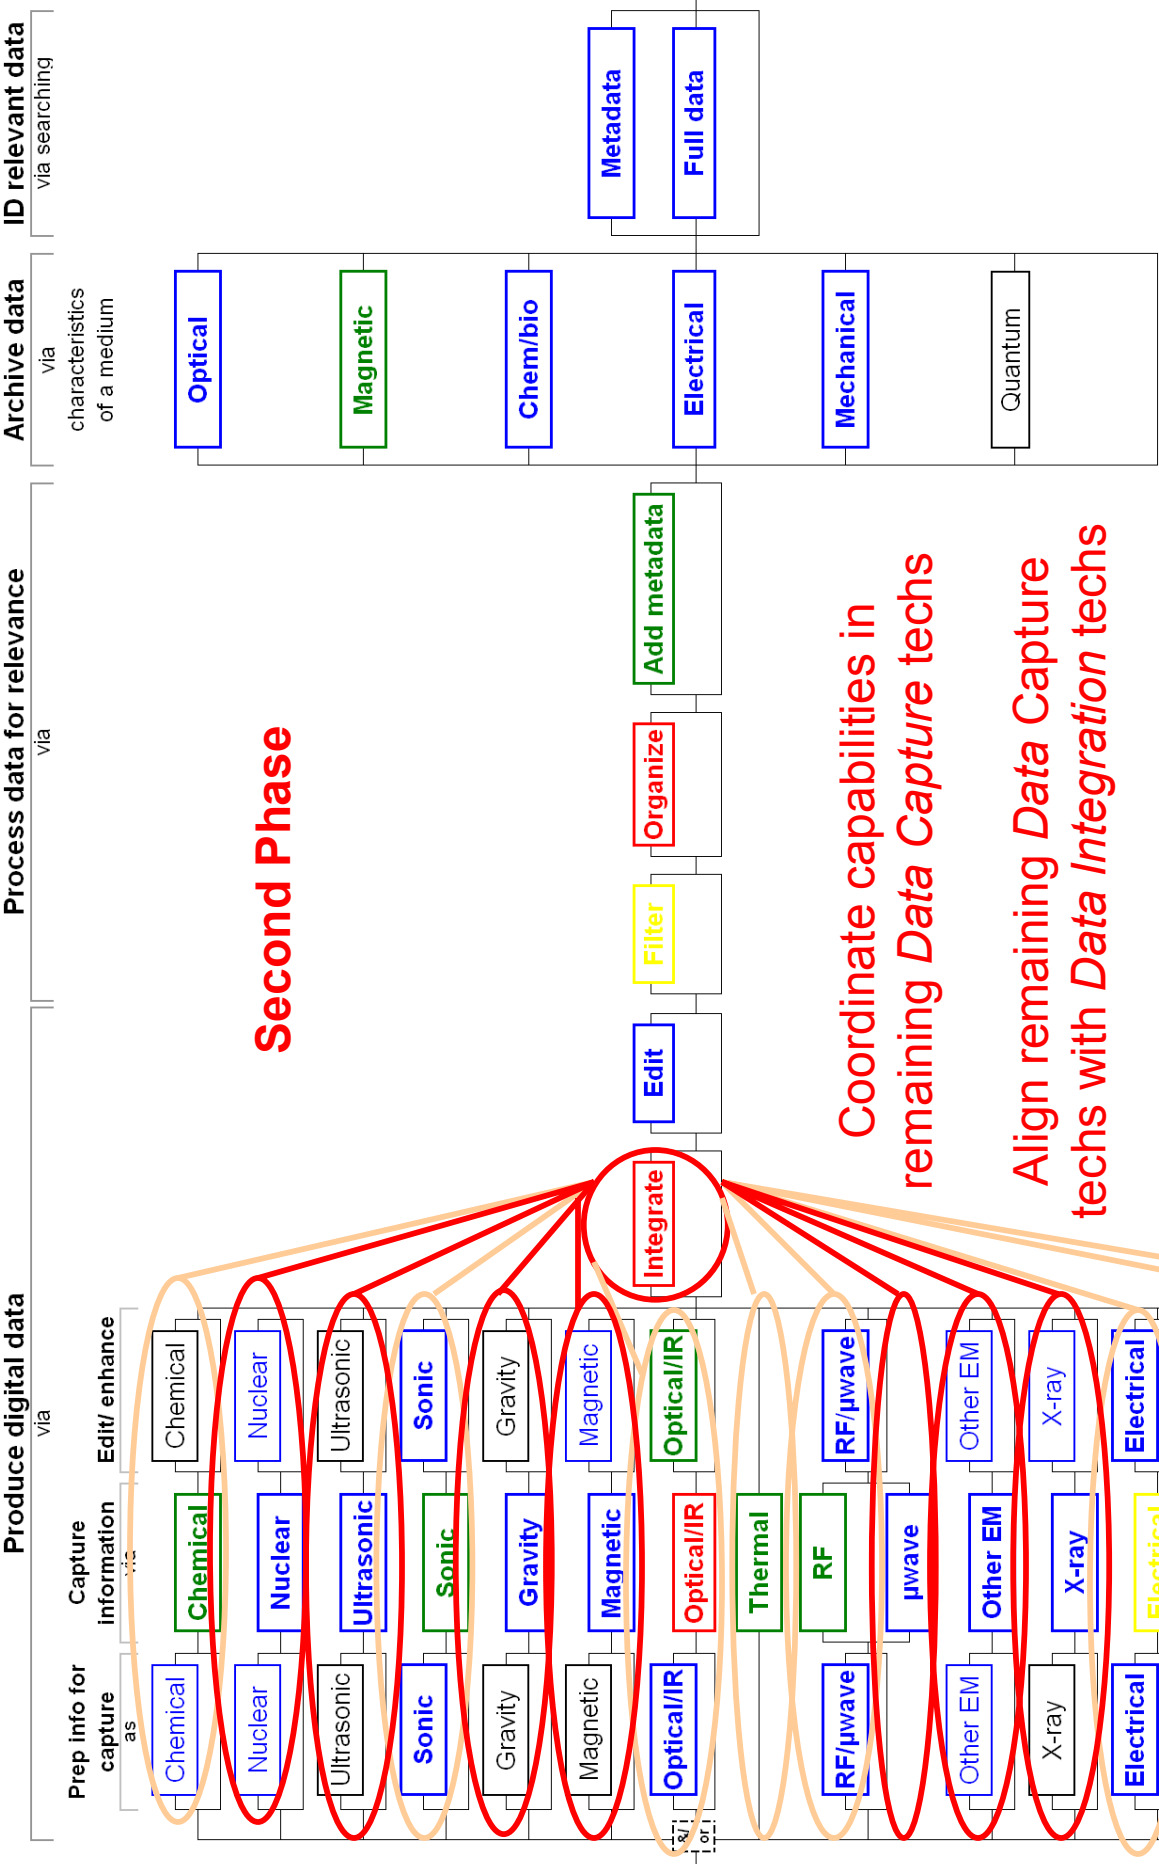 Produce digital data
via
Process data for relevance
via
Archive data
via
characteristics
of a medium
ID relevant data
via searching
Prep info for
capture
as
Capture
information
via
Edit/ enhance
Chemical
Chemical
Chemical
Nuclear
Nuclear
Nuclear
Ultrasonic
Ultrasonic
Ultrasonic
Sonic
Sonic
Sonic
Gravity
Gravity
Gravity
Magnetic
Magnetic
Magnetic
&/
or
Optical/IR
Optical/IR
Optical/IR
Thermal
RF/µwave
RF
µwave
RF/µwave
Other EM
Other EM
Other EM
X-ray
X-ray
X-ray
Electrical
Electrical
Electrical
Integrate
Edit
Filter
Organize
Add metadata
Second Phase
Coordinate capabilities in
remaining Data Capture techs
Align remaining Data Capture
techs with Data Integration techs
Optical
Magnetic
Chem/bio
Electrical
Mechanical
Quantum
Metadata
Full data